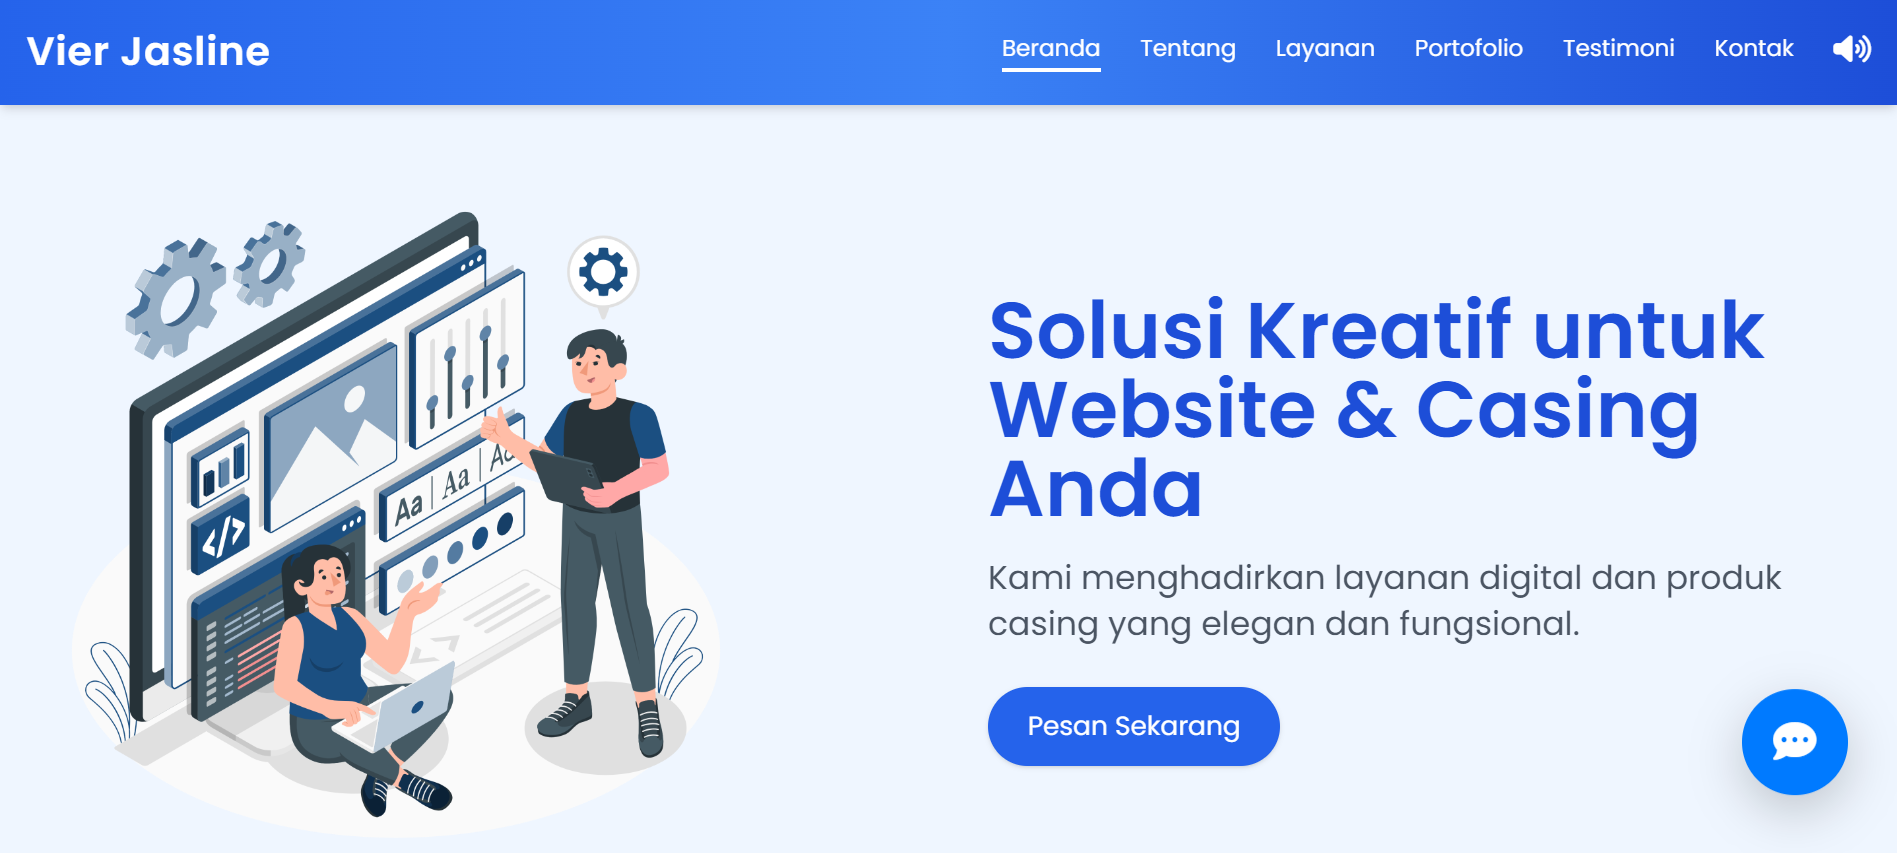 Vier Jasline
Beranda Tentang Layanan Portofolio Testimoni Kontak
Solusi Kreatif untuk
Website & Casing
Anda
Kami menghadirkan layanan digital dan produk
casing yang elegan dan fungsional.
Pesan Sekarang
Aa | Aa | Aa